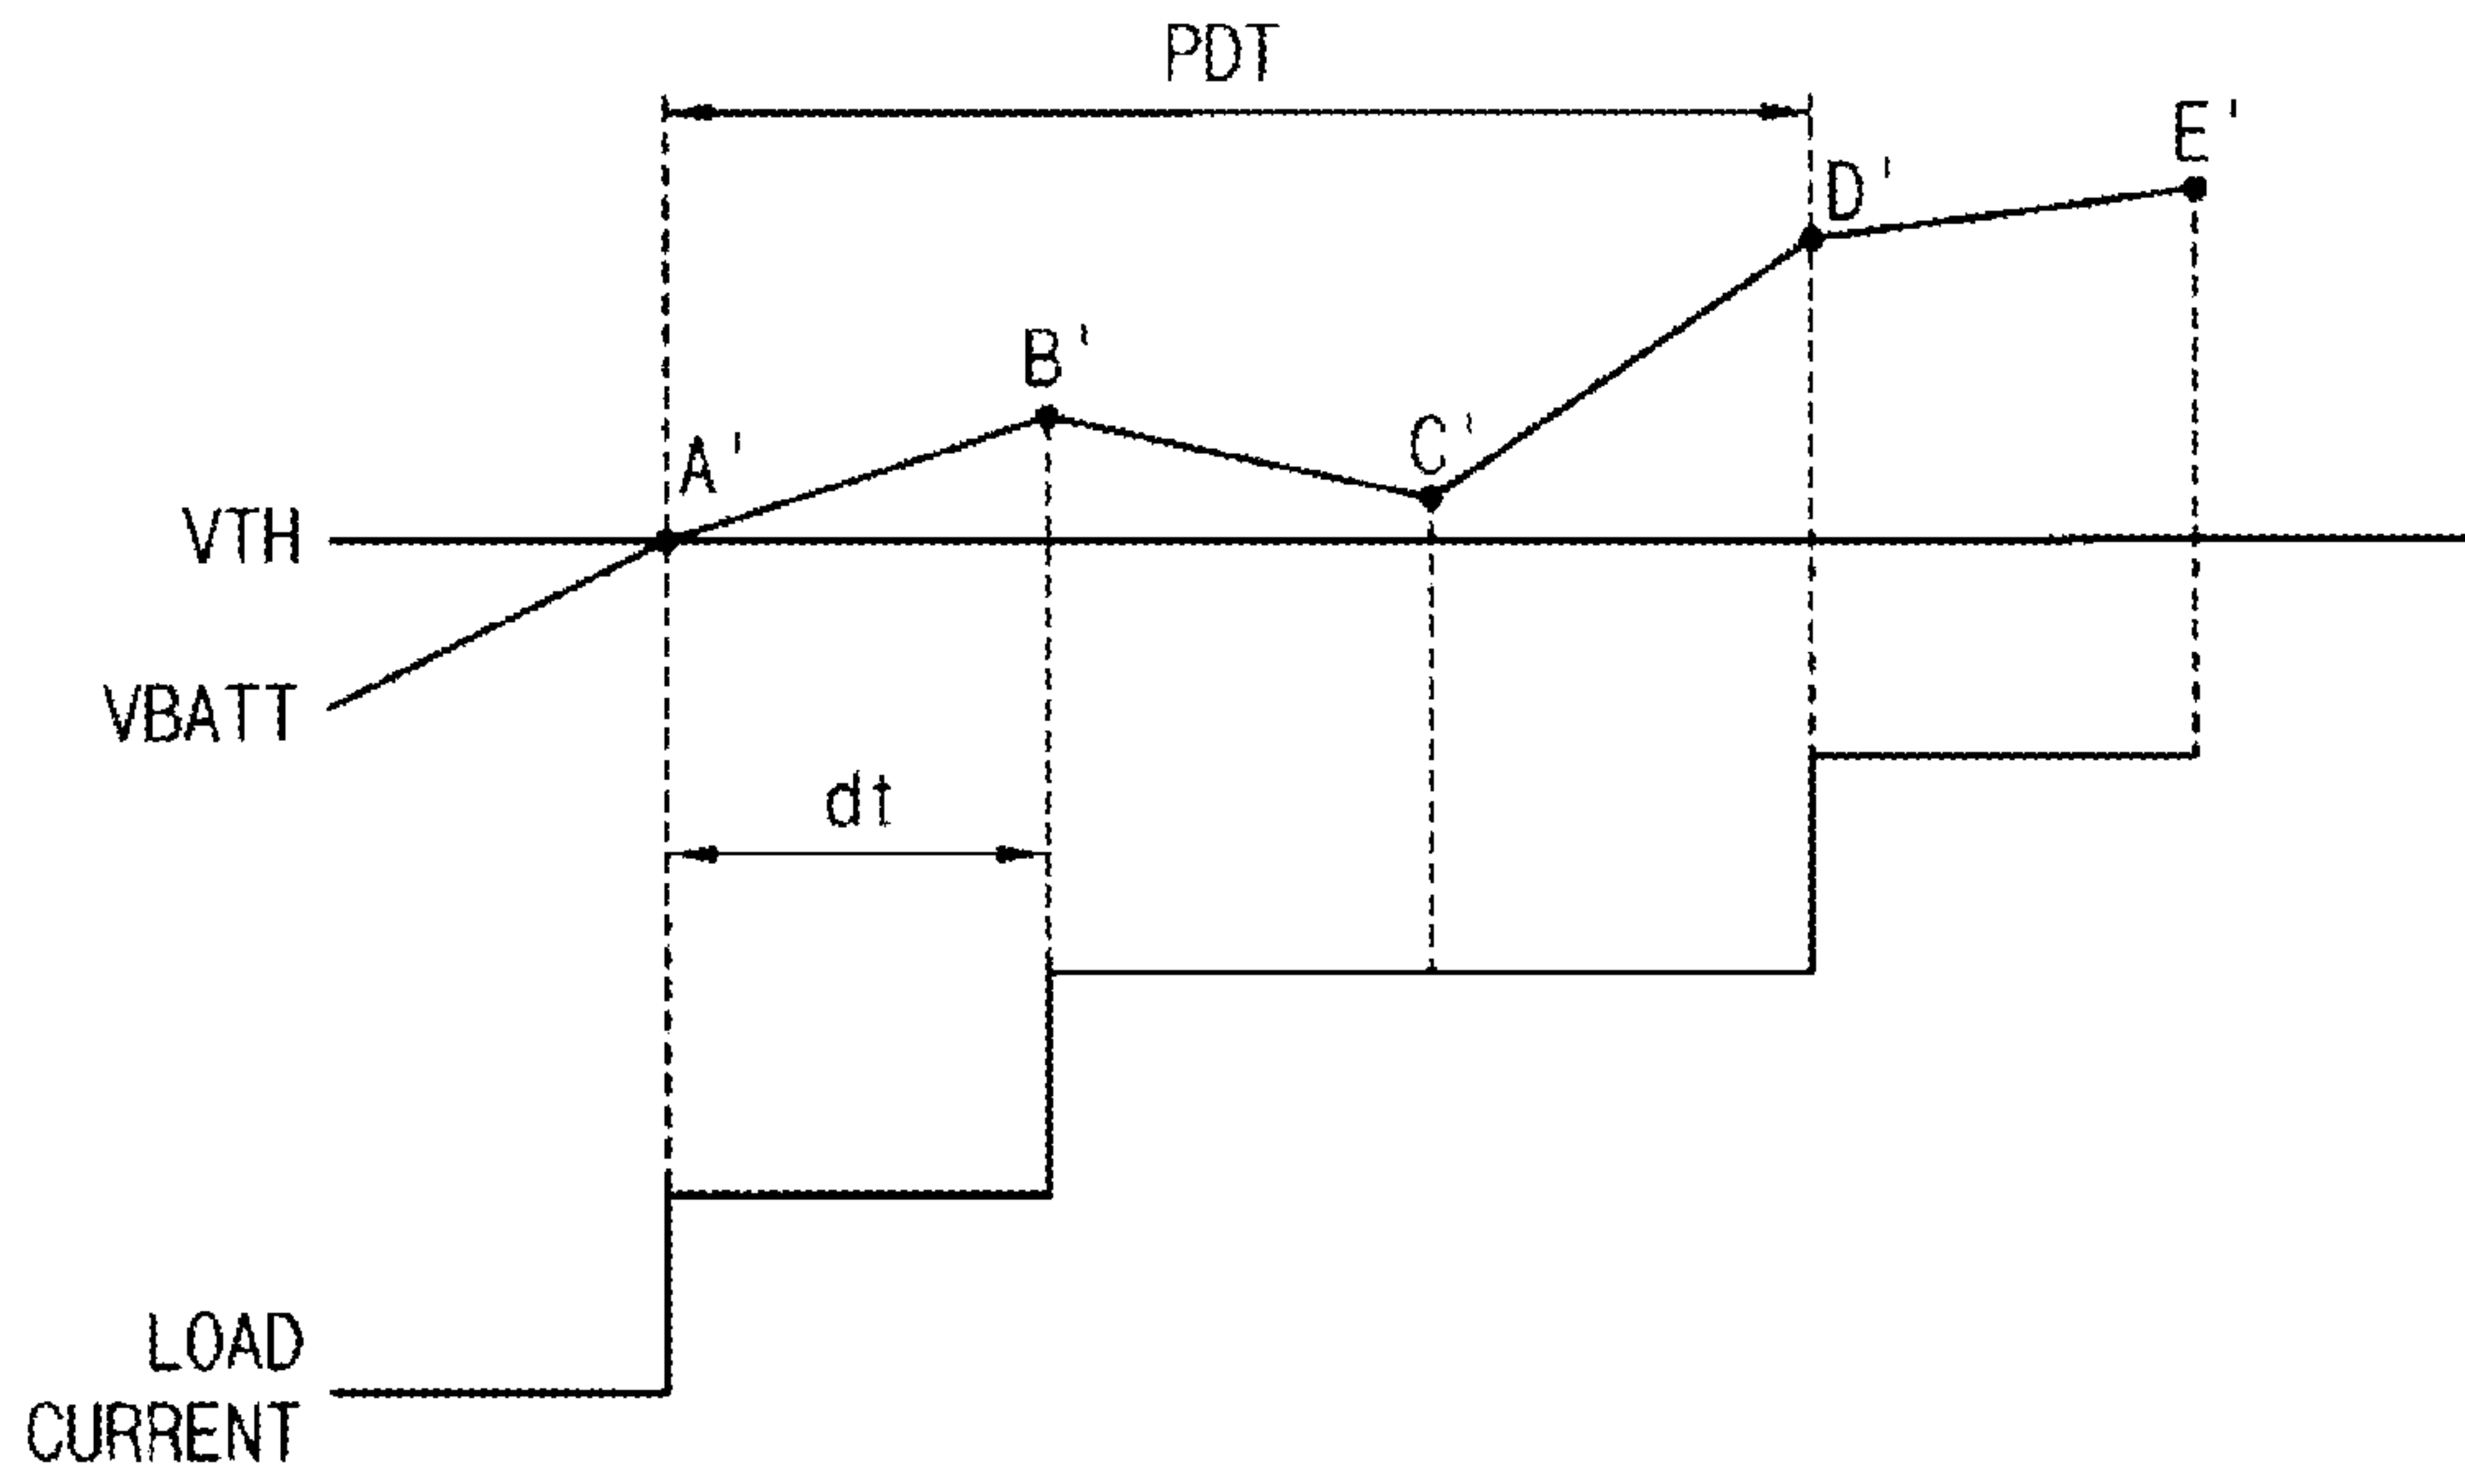 PDT
E'
D'
B'
C'
A'
VTH
VBATT
dt
LOAD
CURRENT